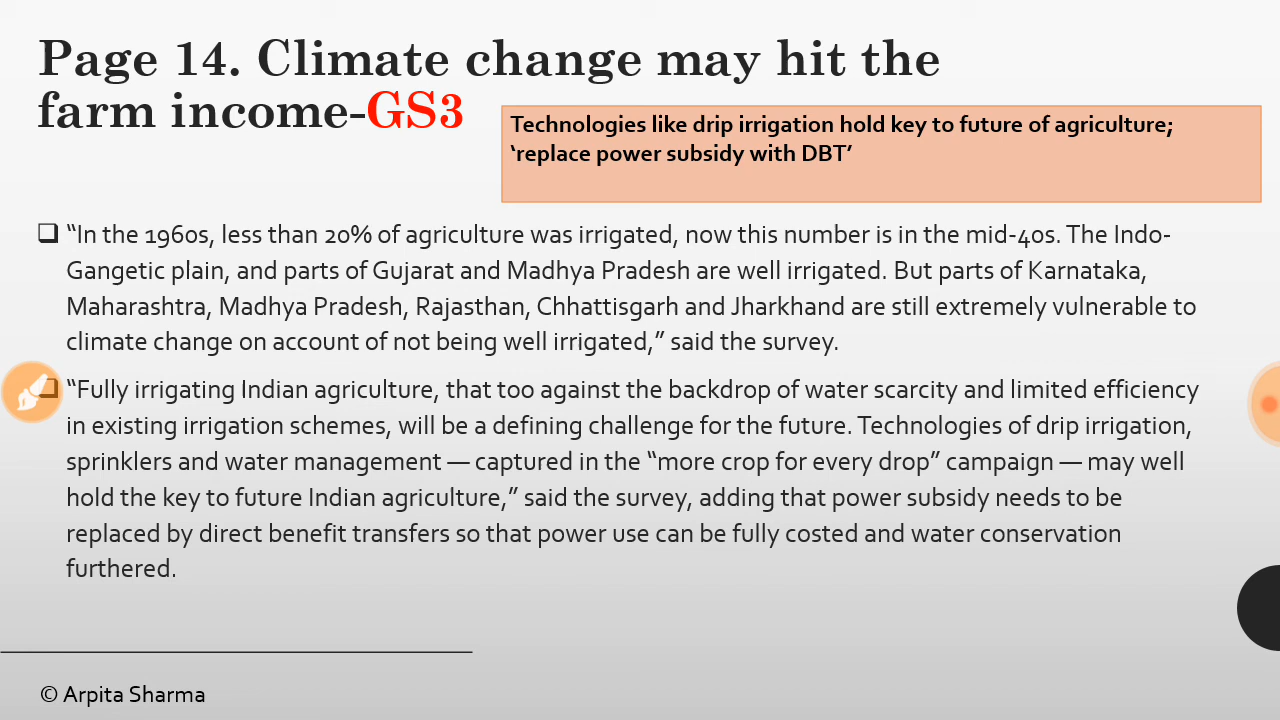 Page 14. Climate change may hit the
farm income-GS3
Technologies like drip irrigation hold key to future of agriculture;
‘replace power subsidy with DBT’
“In the 1960s, less than 20% of agriculture was irrigated, now this number is in the mid-40s. The Indo-
Gangetic plain, and parts of Gujarat and Madhya Pradesh are well irrigated. But parts of Karnataka,
Maharashtra, Madhya Pradesh, Rajasthan, Chhattisgarh and Jharkhand are still extremely vulnerable to
climate change on account of not being well irrigated,” said the survey.
“Fully irrigating Indian agriculture, that too against the backdrop of water scarcity and limited efficiency
in existing irrigation schemes, will be a defining challenge for the future. Technologies of drip irrigation,
sprinklers and water management — captured in the “more crop for every drop” campaign — may well
hold the key to future Indian agriculture,” said the survey, adding that power subsidy needs to be
replaced by direct benefit transfers so that power use can be fully costed and water conservation
furthered.
© Arpita Sharma